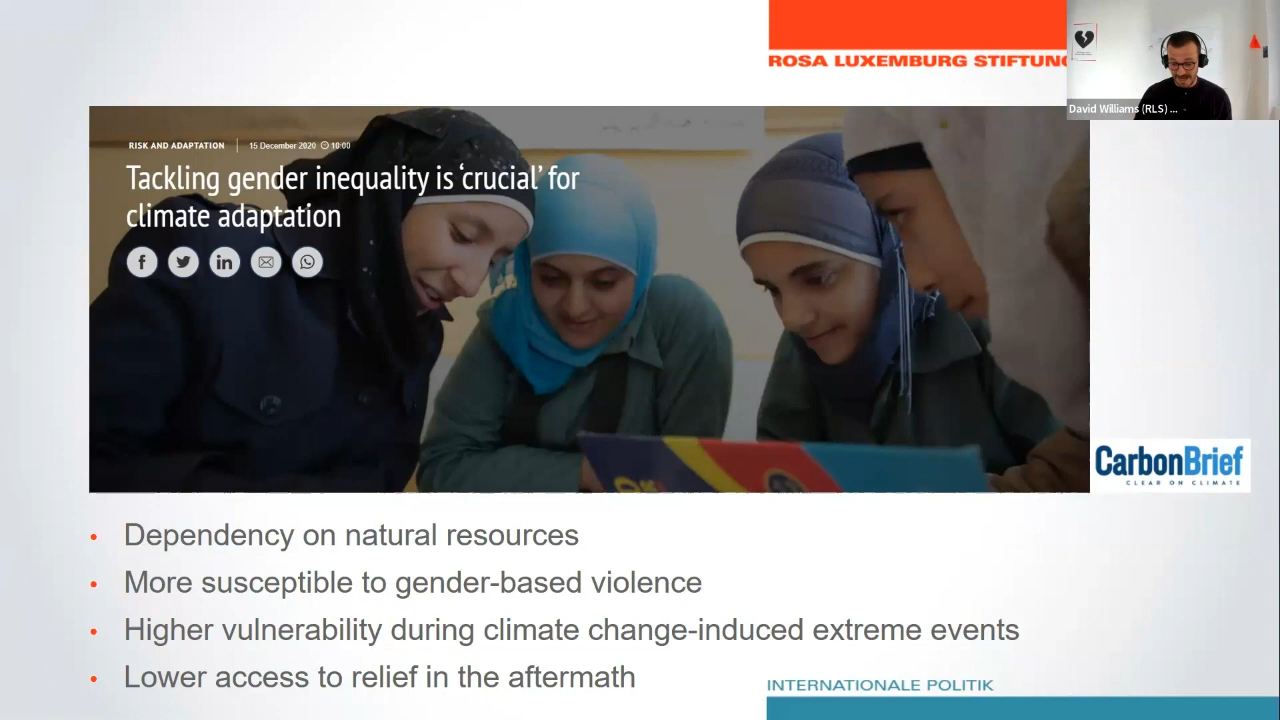 ROSA LUXEMBURG STIFTUNG
David Williams (RLS) ...
RISK AND ADAPTATION
15 December 2020 10:00
Tackling gender inequality is ‘crucial’ for
climate adaptation
CarbonBrief
CLEAR ON CLIMATE
• Dependency on natural resources
• More susceptible to gender-based violence
• Higher vulnerability during climate change-induced extreme events
• Lower access to relief in the aftermath
INTERNATIONALE POLITIK